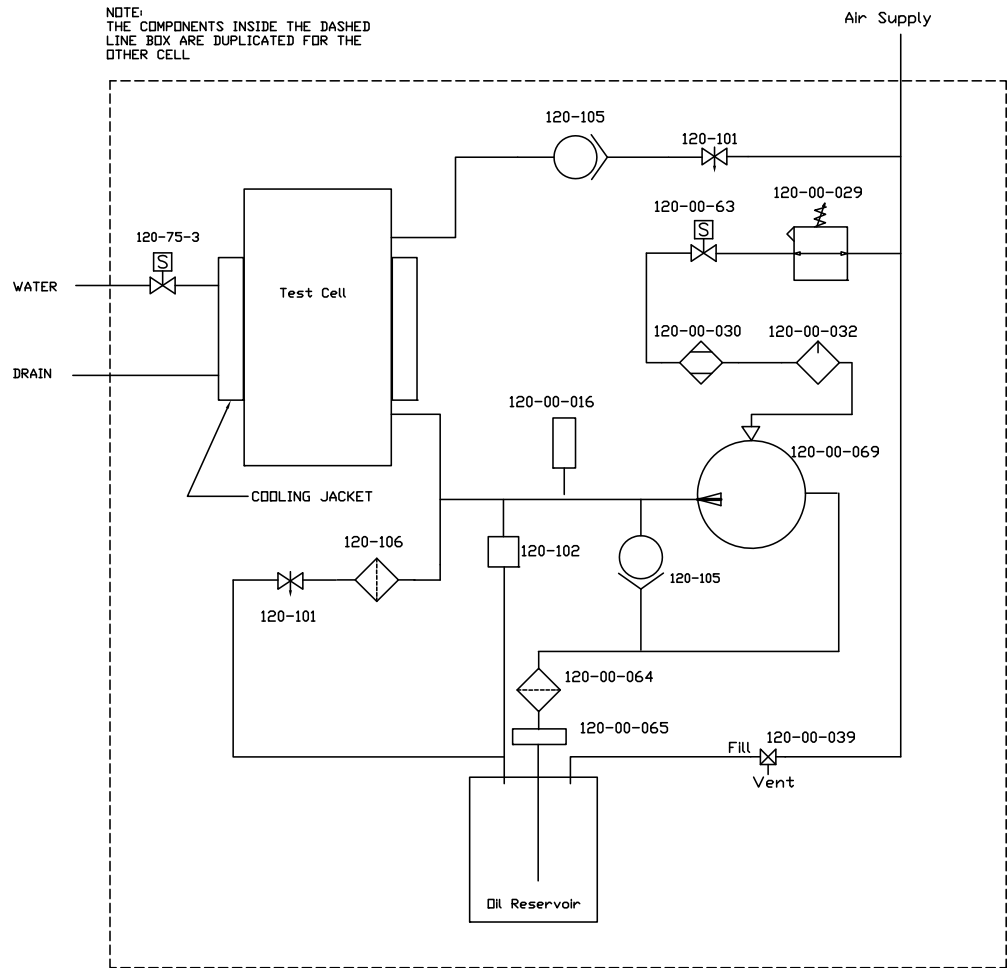 NOTE:
THE COMPONENTS INSIDE THE DASHED
LINE BOX ARE DUPLICATED FOR THE
OTHER CELL
Air Supply
120-105
120-101
120-00-029
120-00-63
S
120-75-3
S
WATER
Test Cell
120-00-030
120-00-032
DRAIN
120-00-016
120-00-069
COOLING JACKET
120-106
120-102
120-105
120-101
120-00-064
120-00-065
120-00-039
Fill
Vent
Oil Reservoir